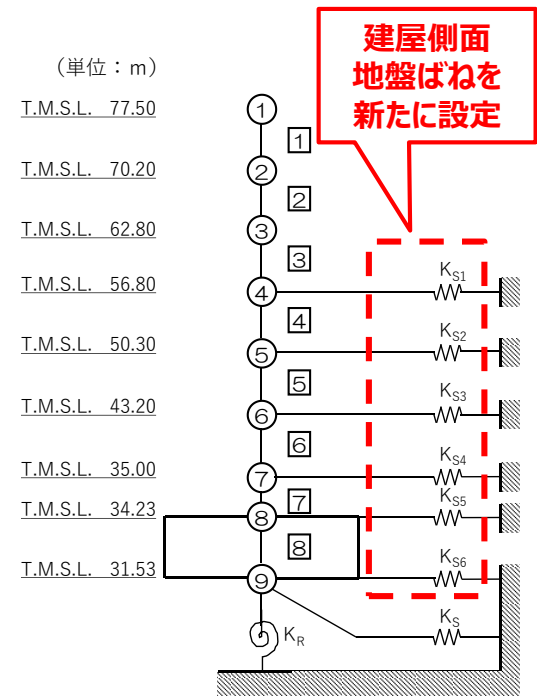 建屋側面
地盤ばねを
新たに設定
（単位：m）
T.M.S.L. 77.50
①
1
T.M.S.L. 70.20
②
2
T.M.S.L. 62.80
③
3
T.M.S.L. 56.80
④
KS1
4
T.M.S.L. 50.30
⑤
KS2
5
T.M.S.L. 43.20
⑥
KS3
6
T.M.S.L. 35.00
⑦
KS4
7
T.M.S.L. 34.23
⑧
KS5
8
T.M.S.L. 31.53
⑨
KS6
KR
KS